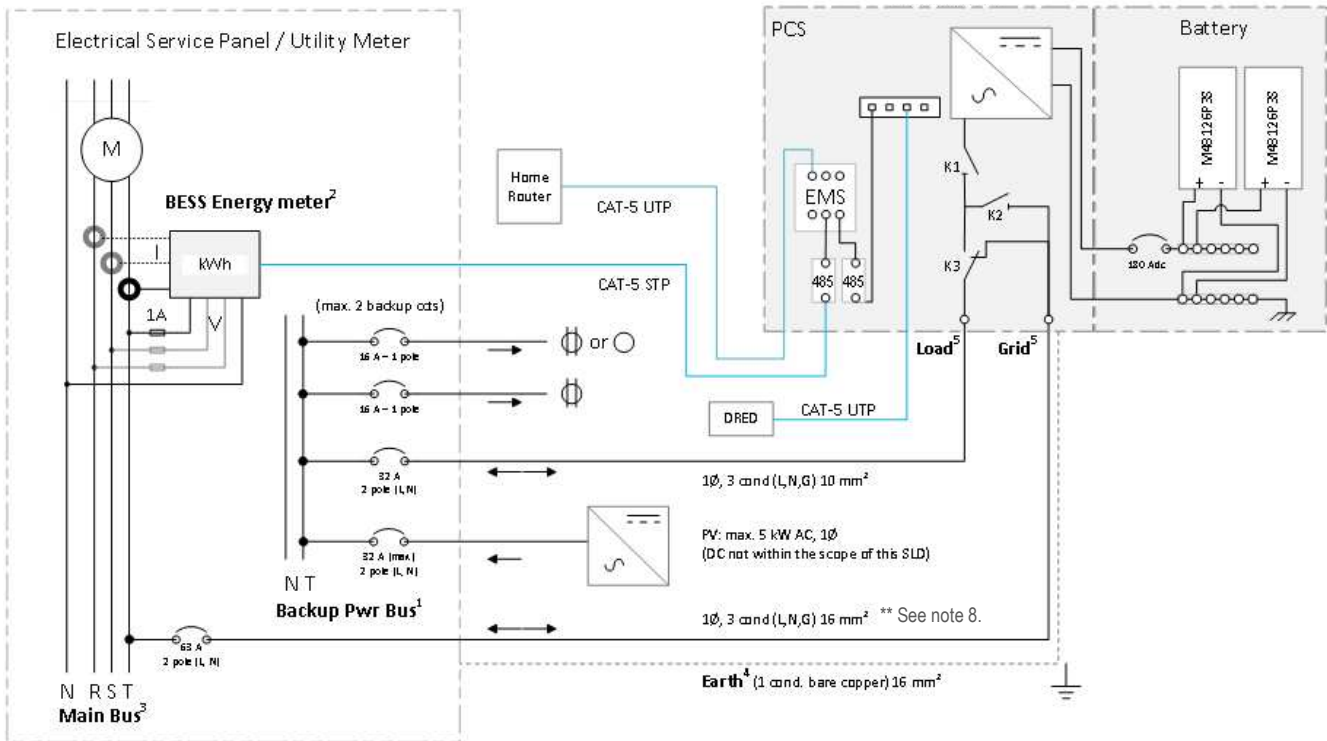 Electrical Service Panel / Utility Meter
M
BESS Energy meter²
I
kWh
1A
V
(max. 2 backup ccts)
16 A – 1 pole
or
16 A – 1 pole
32 A
2 pole (L, N)
32 A (max)
2 pole (L, N)
N T
Backup Pwr Bus¹
63 A
2 pole (L, N)
N R S T
Main Bus³
Home
Router
CAT-5 UTP
CAT-5 STP
DRED
CAT-5 UTP
PCS
EMS
485
485
K1
K2
K3
Load⁵
Grid⁵
Battery
M48126P3S
M48126P3S
+ -
+ -
180 Adc
1Ø, 3 cond (L,N,G) 10 mm²
PV: max. 5 kW AC, 1Ø
(DC not within the scope of this SLD)
1Ø, 3 cond (L,N,G) 16 mm²
** See note 8.
Earth⁴ (1 cond. bare copper) 16 mm²